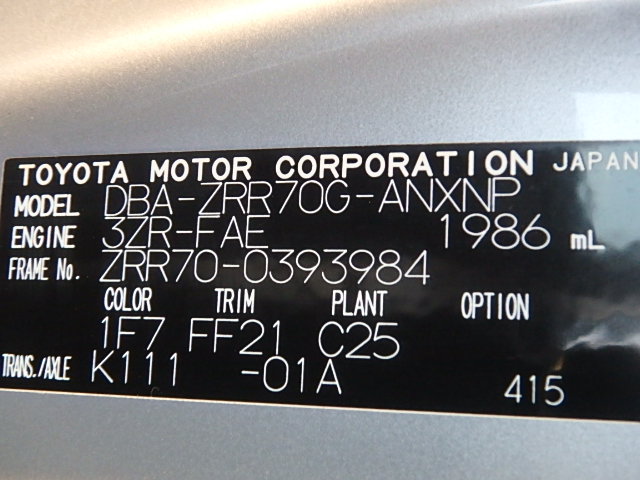 TOYOTA MOTOR CORPORATION JAPAN
MODEL DBA-ZRR70G-ANXNP
ENGINE 3ZR-FAE 1986 mL
FRAME No. ZRR70-0393984
COLOR TRIM PLANT OPTION
1F7 FF21 C25
TRANS./AXLE K111 -01A
415